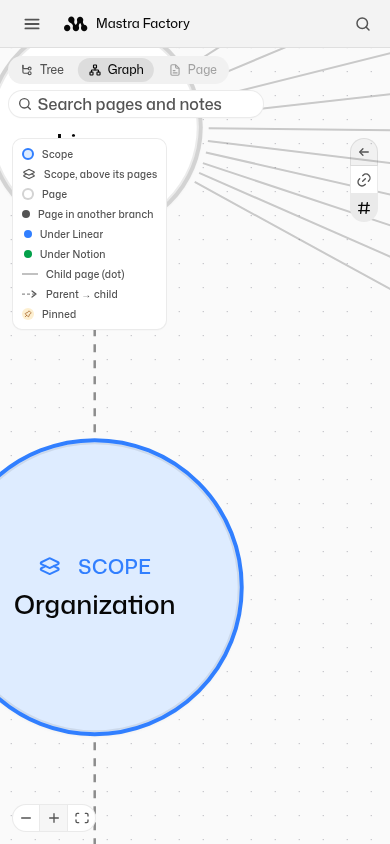 Mastra Factory
Tree Graph Page
Search pages and notes
Scope
Scope, above its pages
Page
Page in another branch
Under Linear
Under Notion
Child page (dot)
Parent → child
Pinned
SCOPE
Organization